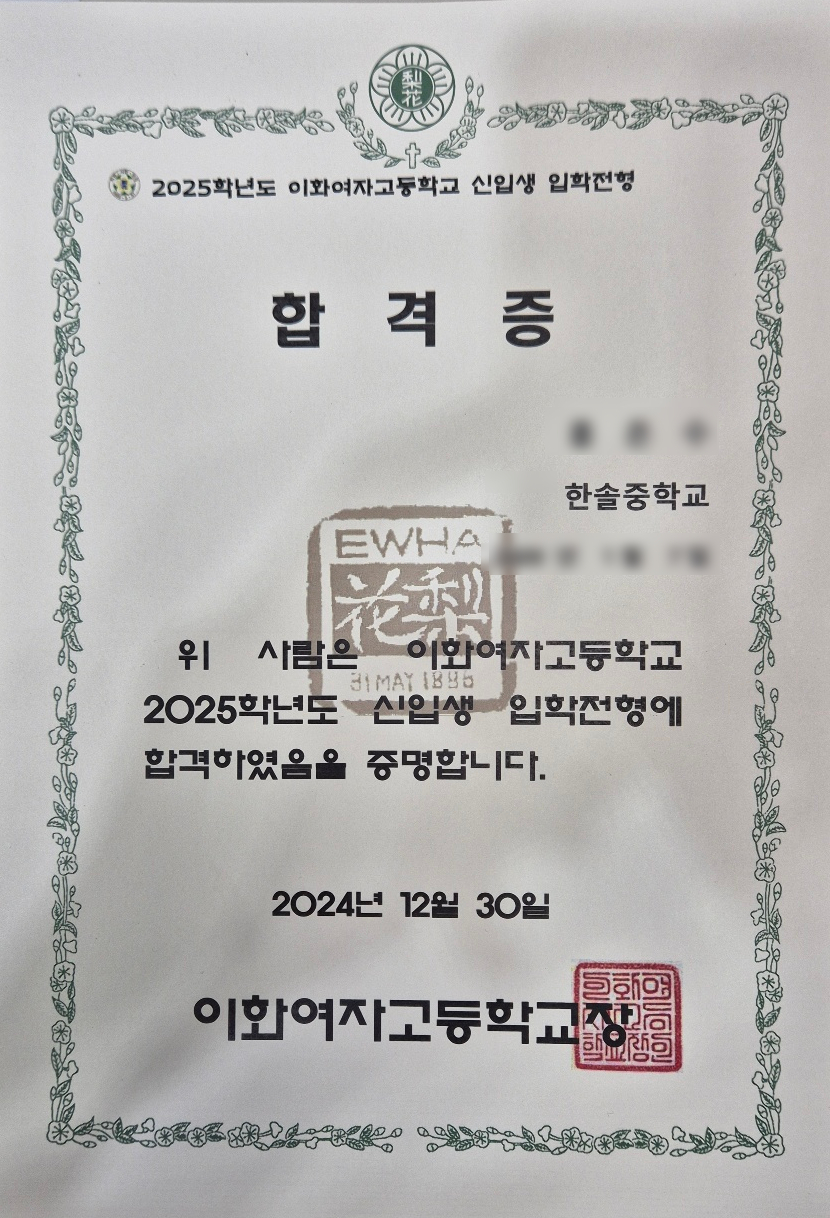 梨花
2025학년도 이화여자고등학교 신입생 입학전형
합 격 증
한솔중학교
EWHA
花梨
31 MAY 1886
위 사람은 이화여자고등학교
2025학년도 신입생 입학전형에
합격하였음을 증명합니다.
2024년 12월 30일
이화여자고등학교장